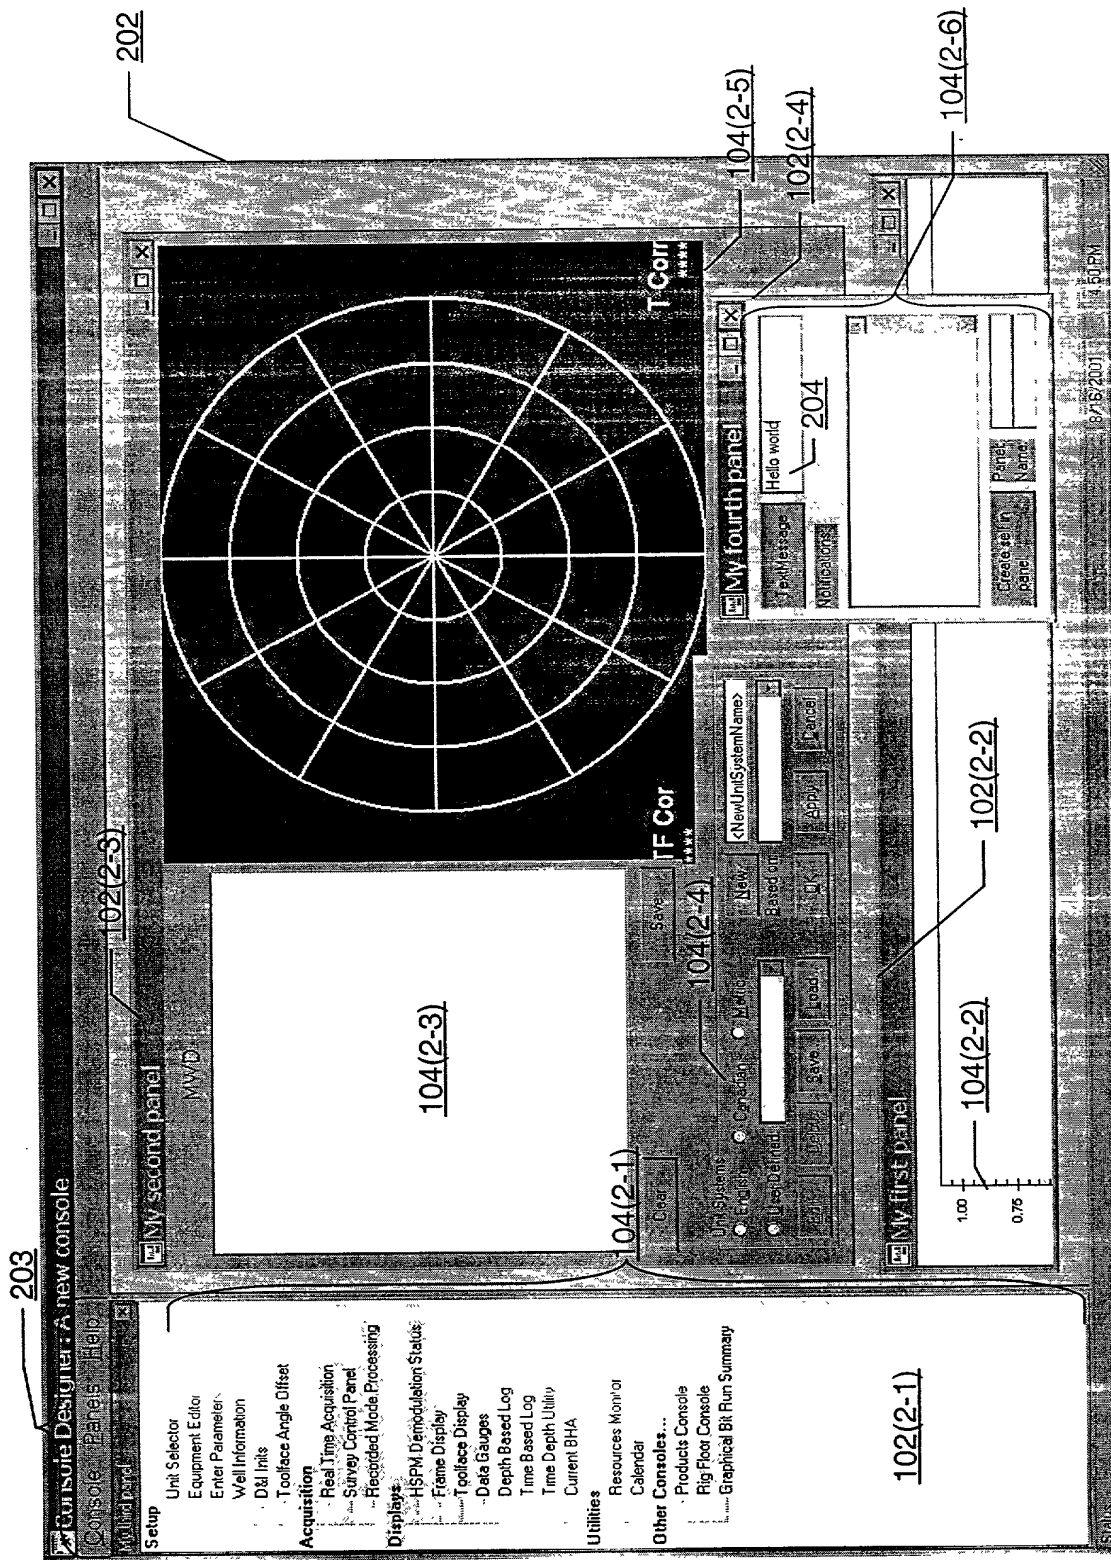 203
202
Console Designer : A new console
Console Panels Help
Setup
Unit Selector
Equipment Editor
Enter Parameters
Well Information
D&I Inits
Toolface Angle Offset
Acquisition
Real Time Acquisition
Survey Control Panel
Recorded Mode Processing
Displays
HSPM Demodulation Status
Frame Display
Toolface Display
Data Gauges
Depth Based Log
Time Based Log
Time Depth Utility
Current BHA
Utilities
Resources Monitor
Calendar
Other Consoles...
Products Console
Rig Floor Console
Graphical Bit Run Summary
102(2-1)
104(2-1)
102(2-3)
My second panel
MWD
104(2-3)
Clear
Save
TF Cor
****
T Corr
****
104(2-5)
104(2-4)
Unit Systems
English
Canadian
Metric
User Defined
New
<NewUnitSystemName>
Based on
Save
Load
OK
Apply
Cancel
102(2-4)
My fourth panel
TextMessage
Hello world
204
Notifications
Create self in
panel
Panel
Name
104(2-6)
My first panel
102(2-2)
104(2-2)
1.00
0.75
Status
4:50 PM